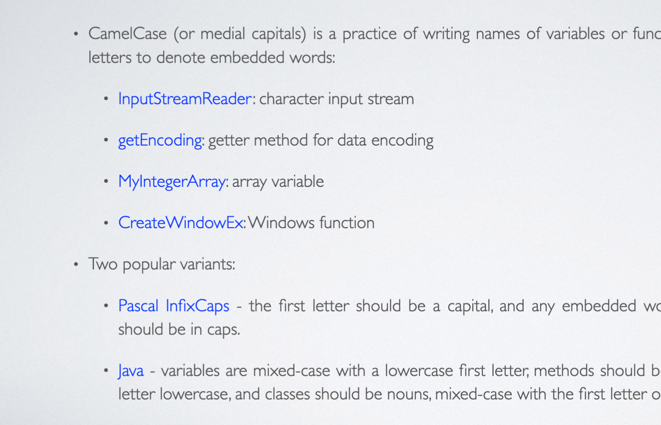 • CamelCase (or medial capitals) is a practice of writing names of variables or
letters to denote embedded words:
• InputStreamReader: character input stream
• getEncoding: getter method for data encoding
• MyIntegerArray: array variable
• CreateWindowEx: Windows function
• Two popular variants:
• Pascal InfixCaps - the first letter should be a capital, and any embedded
should be in caps.
• Java - variables are mixed-case with a lowercase first letter, methods should
letter lowercase, and classes should be nouns, mixed-case with the first letter